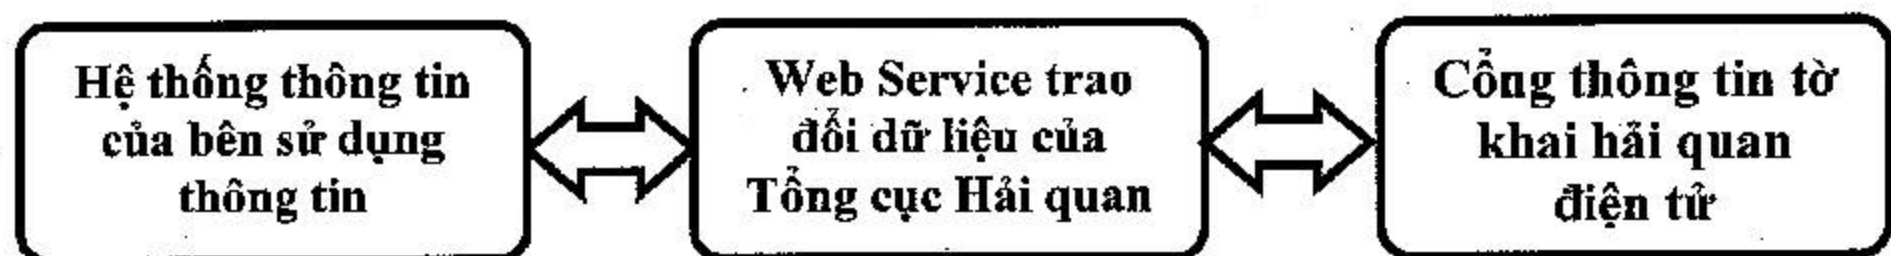 Hệ thống thông tin
của bên sử dụng
thông tin
Web Service trao
đổi dữ liệu của
Tổng cục Hải quan
Cổng thông tin tờ
khai hải quan
điện tử